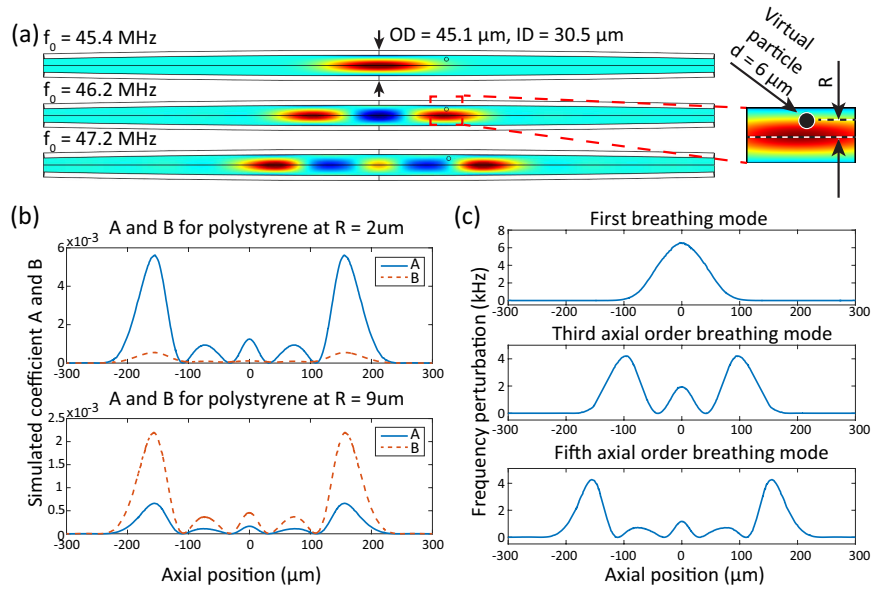 (a)
f₀ = 45.4 MHz
OD = 45.1 µm, ID = 30.5 µm
f₀ = 46.2 MHz
f₀ = 47.2 MHz
Virtual
particle
d = 6 µm
R
(b)
A and B for polystyrene at R = 2um
x10⁻³
6
4
2
0
A
B
-300 -200 -100 0 100 200 300
A and B for polystyrene at R = 9um
x10⁻³
2.5
2
1.5
1
0.5
0
A
B
-300 -200 -100 0 100 200 300
Simulated coefficient A and B
Axial position (µm)
(c)
First breathing mode
8
6
4
2
0
-300 -200 -100 0 100 200 300
Third axial order breathing mode
4
2
0
-300 -200 -100 0 100 200 300
Fifth axial order breathing mode
4
2
0
-300 -200 -100 0 100 200 300
Frequency perturbation (kHz)
Axial position (µm)